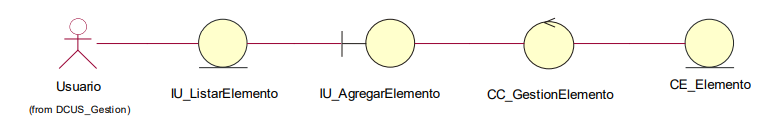 Usuario
(from DCUS_Gestion)
IU_ListarElemento
IU_AgregarElemento
CC_GestionElemento
CE_Elemento